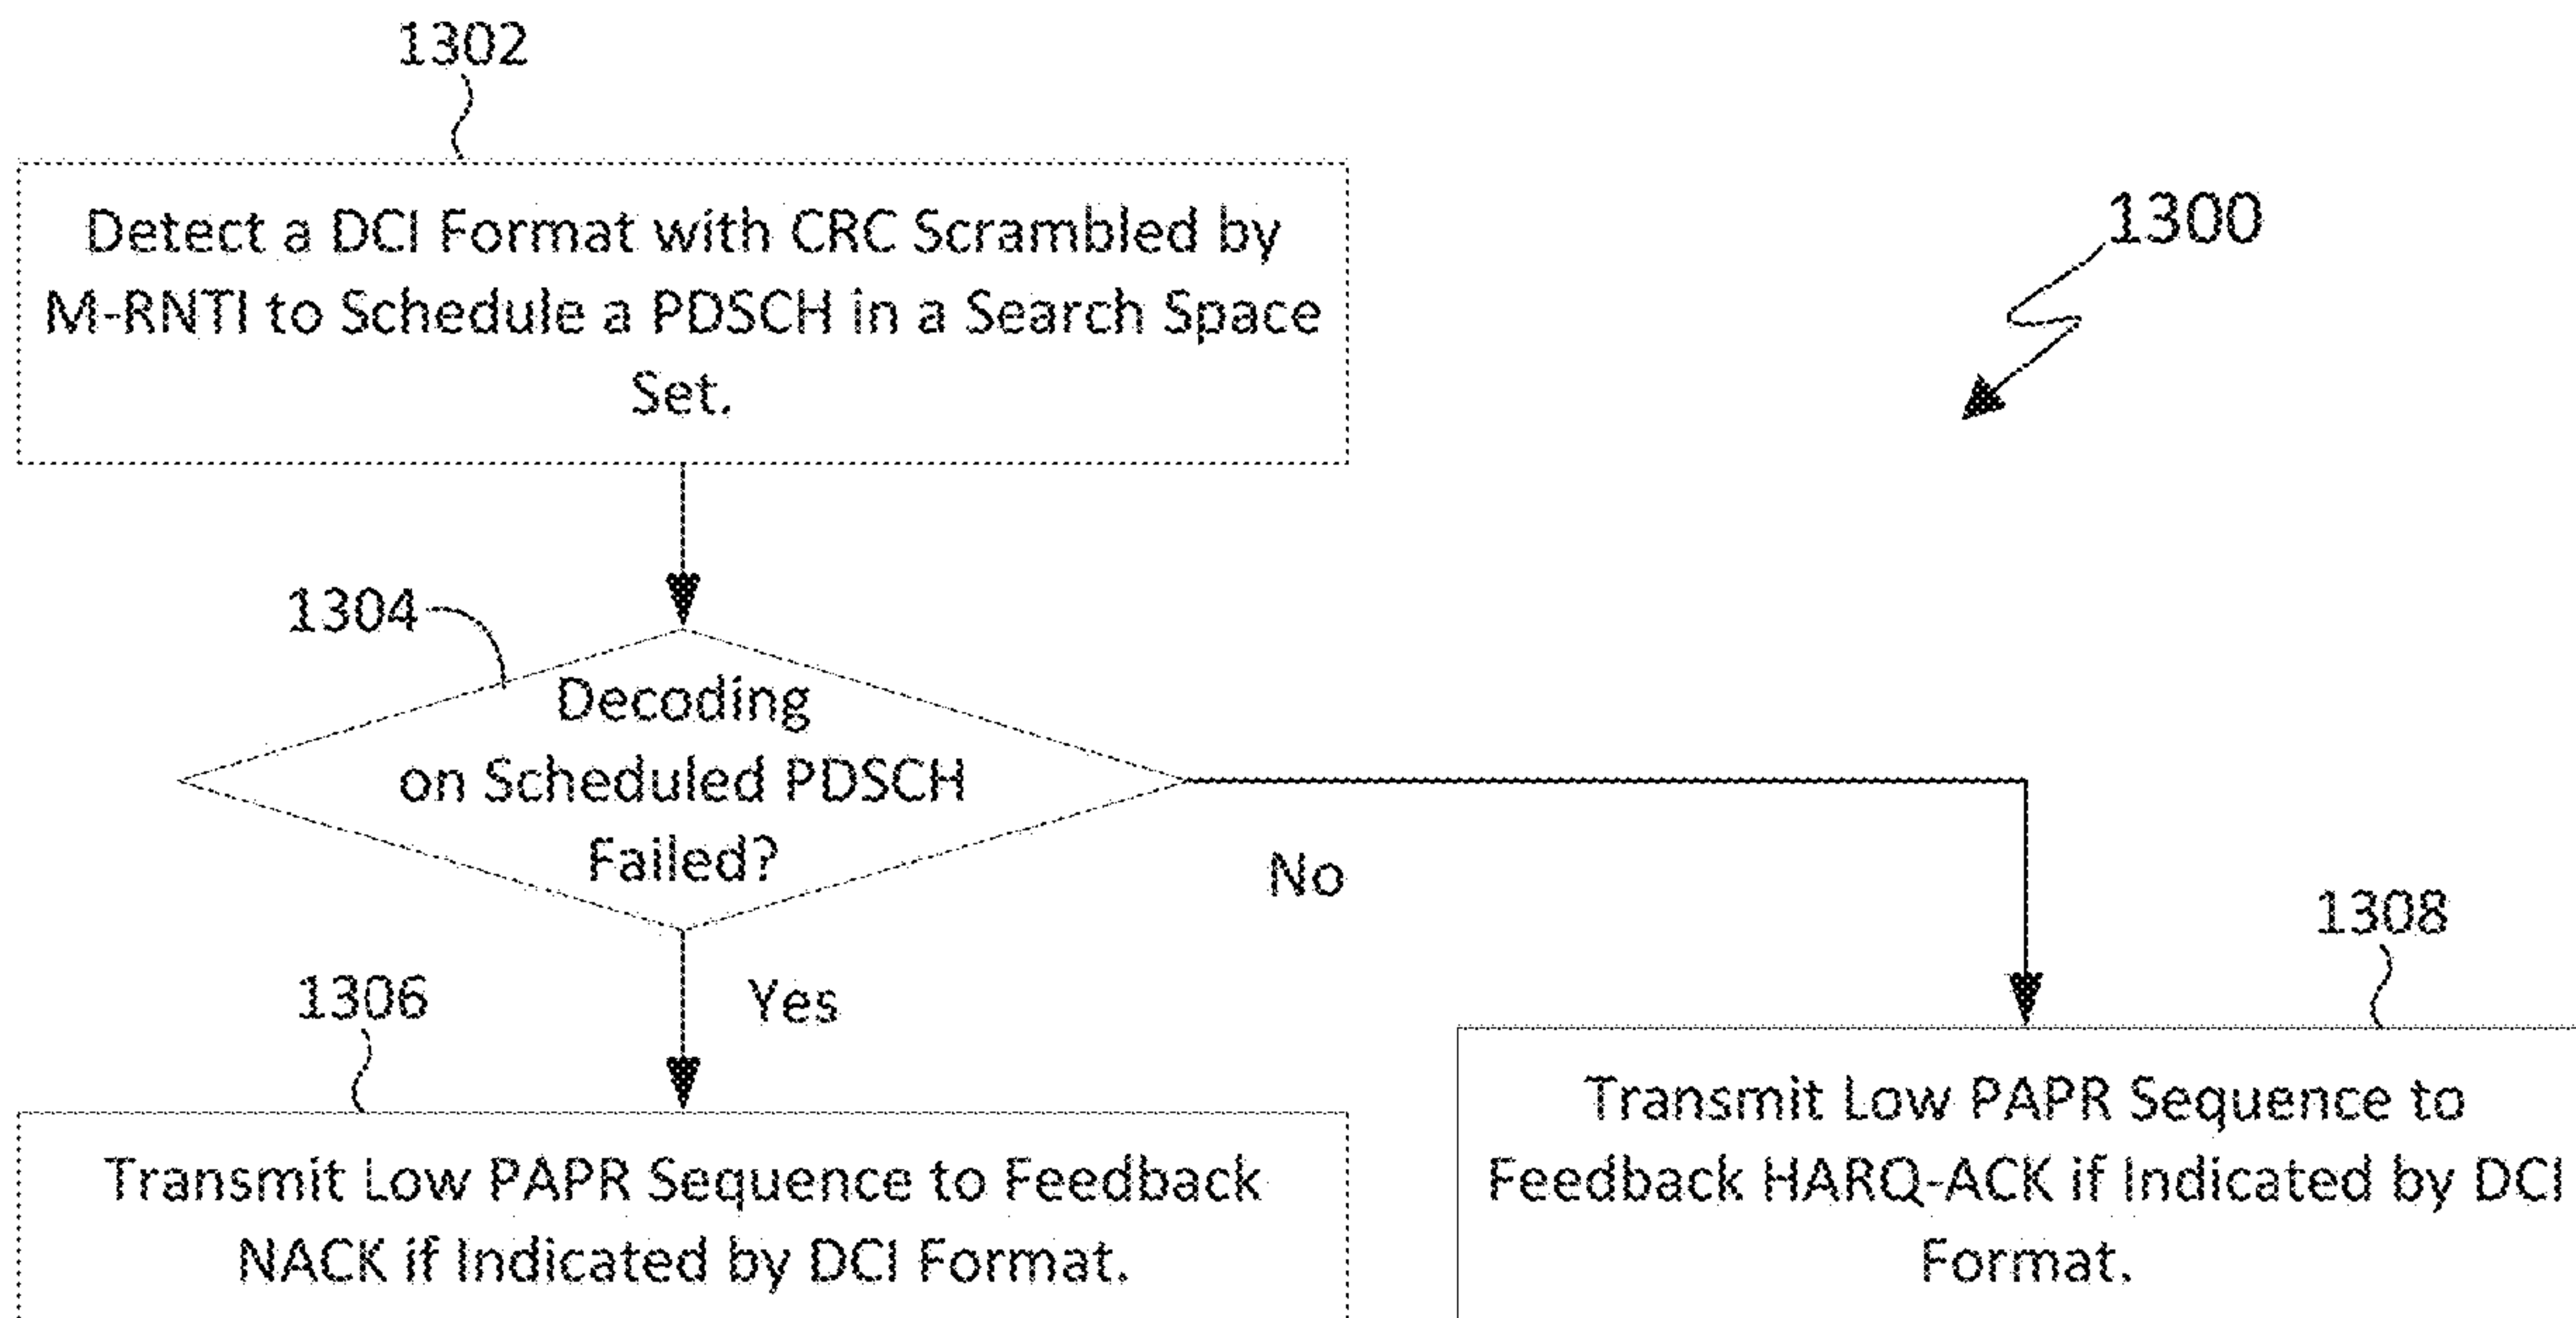 1302
Detect a DCI Format with CRC Scrambled by
M-RNTI to Schedule a PDSCH in a Search Space
Set.
1300
1304
Decoding
on Scheduled PDSCH
Failed?
No
Yes
1306
Transmit Low PAPR Sequence to Feedback
NACK if Indicated by DCI Format.
1308
Transmit Low PAPR Sequence to
Feedback HARQ-ACK if Indicated by DCI
Format.